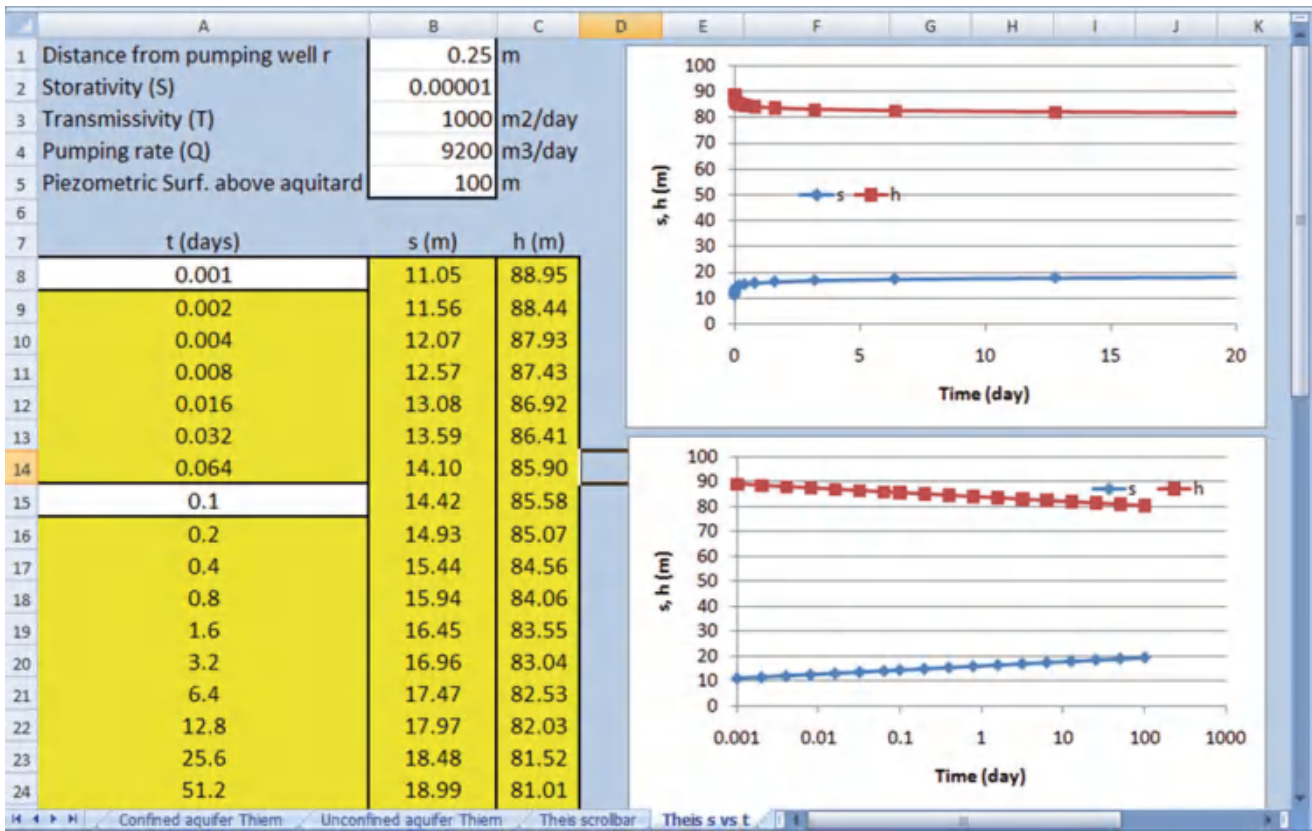 A B C D E F G H I J K
1 Distance from pumping well r 0.25 m
2 Storativity (S) 0.00001
3 Transmissivity (T) 1000 m2/day
4 Pumping rate (Q) 9200 m3/day
5 Piezometric Surf. above aquitard 100 m
6
7 t (days) s (m) h (m)
8 0.001 11.05 88.95
9 0.002 11.56 88.44
10 0.004 12.07 87.93
11 0.008 12.57 87.43
12 0.016 13.08 86.92
13 0.032 13.59 86.41
14 0.064 14.10 85.90
15 0.1 14.42 85.58
16 0.2 14.93 85.07
17 0.4 15.44 84.56
18 0.8 15.94 84.06
19 1.6 16.45 83.55
20 3.2 16.96 83.04
21 6.4 17.47 82.53
22 12.8 17.97 82.03
23 25.6 18.48 81.52
24 51.2 18.99 81.01
100
90
80
70
60
50
40
30
20
10
0
s, h (m)
s h
0 5 10 15 20
Time (day)
100
90
80
70
60
50
40
30
20
10
0
s, h (m)
s h
0.001 0.01 0.1 1 10 100 1000
Time (day)
Confined aquifer Thiem Unconfined aquifer Thiem Theis scrollbar Theis s vs t